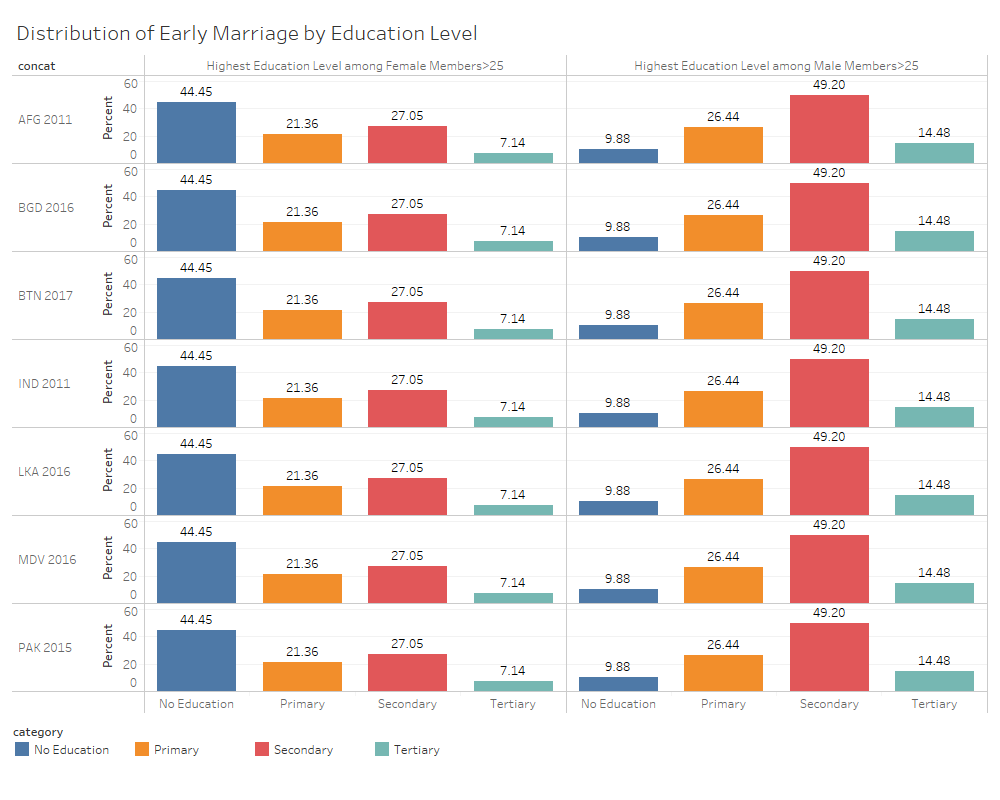 Distribution of Early Marriage by Education Level
concat Highest Education Level among Female Members>25 Highest Education Level among Male Members>25
AFG 2011 Percent 60 40 20 0 44.45 21.36 27.05 7.14 9.88 26.44 49.20 14.48
BGD 2016 Percent 60 40 20 0 44.45 21.36 27.05 7.14 9.88 26.44 49.20 14.48
BTN 2017 Percent 60 40 20 0 44.45 21.36 27.05 7.14 9.88 26.44 49.20 14.48
IND 2011 Percent 60 40 20 0 44.45 21.36 27.05 7.14 9.88 26.44 49.20 14.48
LKA 2016 Percent 60 40 20 0 44.45 21.36 27.05 7.14 9.88 26.44 49.20 14.48
MDV 2016 Percent 60 40 20 0 44.45 21.36 27.05 7.14 9.88 26.44 49.20 14.48
PAK 2015 Percent 60 40 20 0 44.45 21.36 27.05 7.14 9.88 26.44 49.20 14.48
No Education Primary Secondary Tertiary No Education Primary Secondary Tertiary
category
No Education Primary Secondary Tertiary